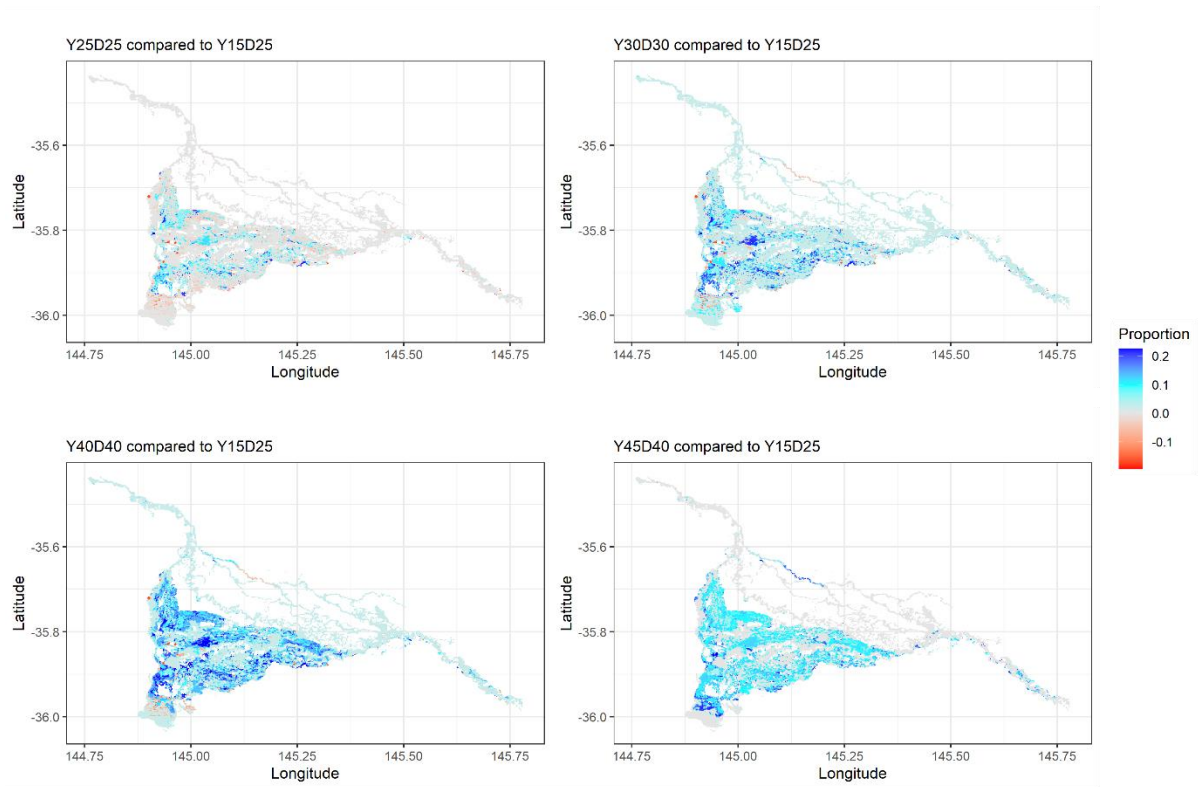 Y25D25 compared to Y15D25
Y30D30 compared to Y15D25
-35.6
-35.8
-36.0
Latitude
144.75 145.00 145.25 145.50 145.75
Longitude
-35.6
-35.8
-36.0
Latitude
144.75 145.00 145.25 145.50 145.75
Longitude
Proportion
0.2
0.1
0.0
-0.1
Y40D40 compared to Y15D25
Y45D40 compared to Y15D25
-35.6
-35.8
-36.0
Latitude
144.75 145.00 145.25 145.50 145.75
Longitude
-35.6
-35.8
-36.0
Latitude
144.75 145.00 145.25 145.50 145.75
Longitude